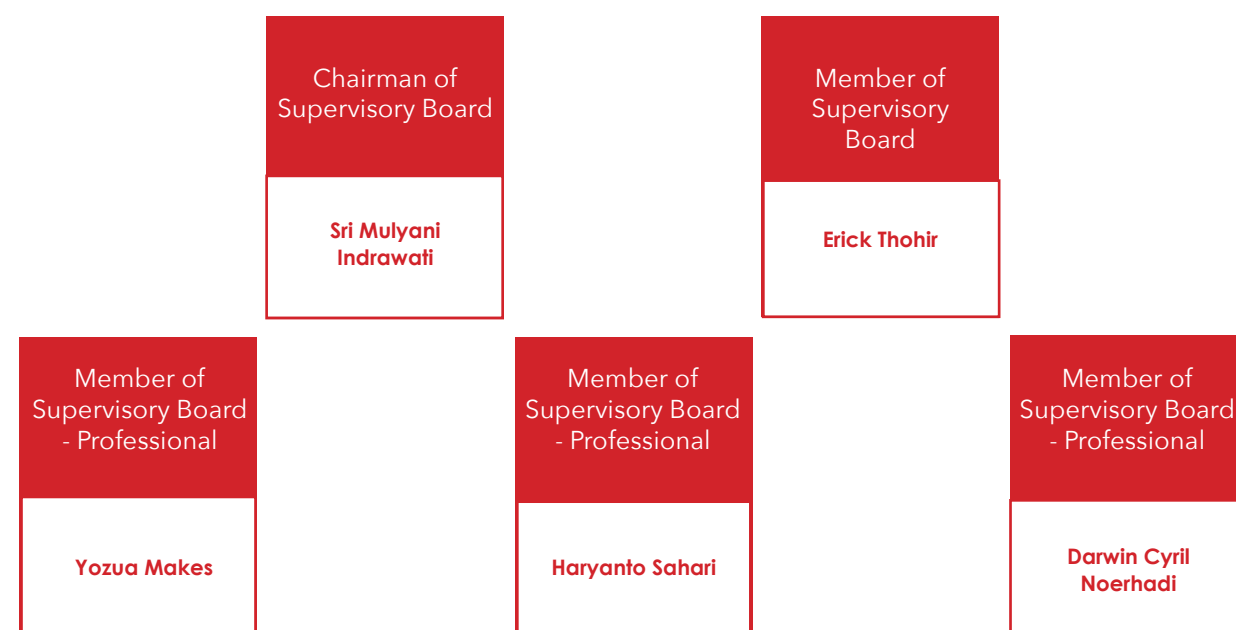 Chairman of
Supervisory Board
Sri Mulyani
Indrawati
Member of
Supervisory
Board
Erick Thohir
Member of
Supervisory Board
- Professional
Yozua Makes
Member of
Supervisory Board
- Professional
Haryanto Sahari
Member of
Supervisory Board
- Professional
Darwin Cyril
Noerhadi